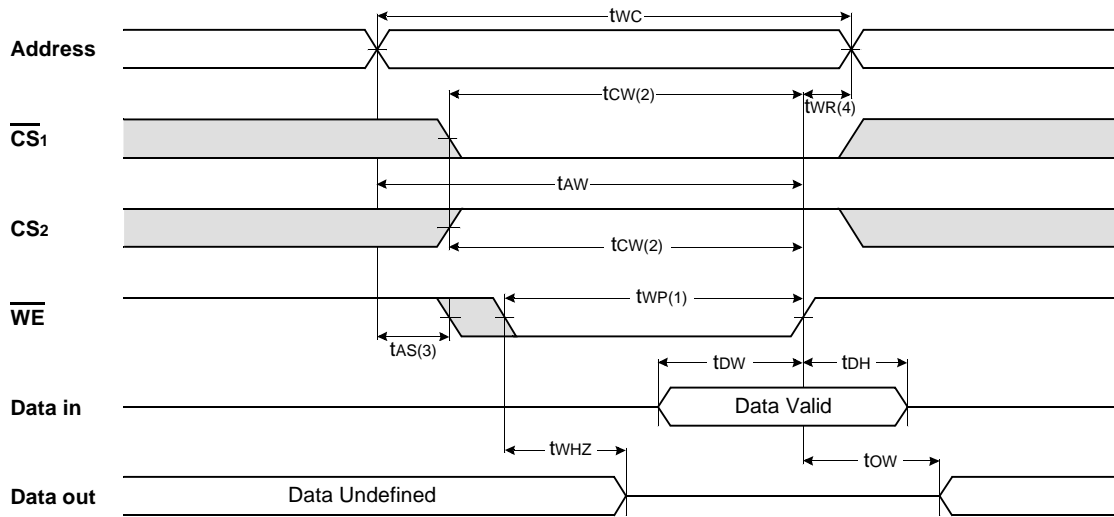 tWC
Address
tCW(2)
tWR(4)
CS1
tAW
CS2
tCW(2)
tWP(1)
WE
tAS(3)
tDW
tDH
Data in
Data Valid
tWHZ
tOW
Data out
Data Undefined